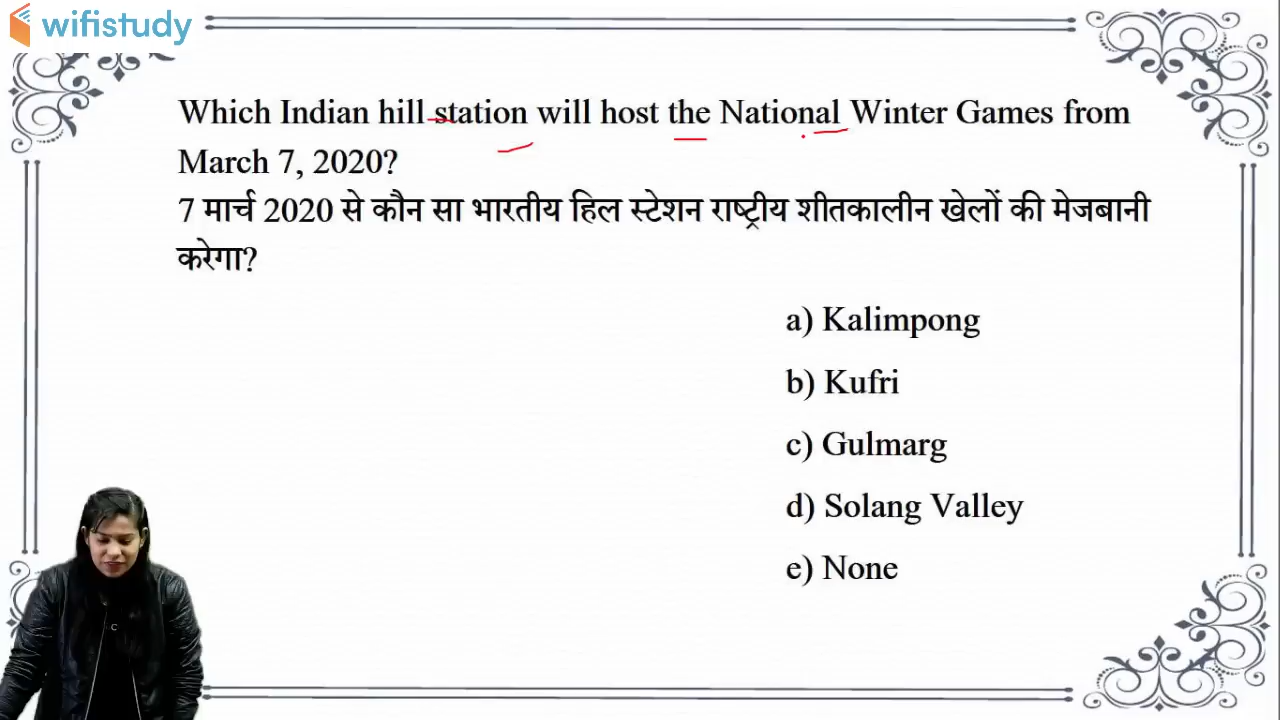 wifistudy
Which Indian hill station will host the National Winter Games from
March 7, 2020?
7 मार्च 2020 से कौन सा भारतीय हिल स्टेशन राष्ट्रीय शीतकालीन खेलों की मेजबानी
करेगा?
a) Kalimpong
b) Kufri
c) Gulmarg
d) Solang Valley
e) None